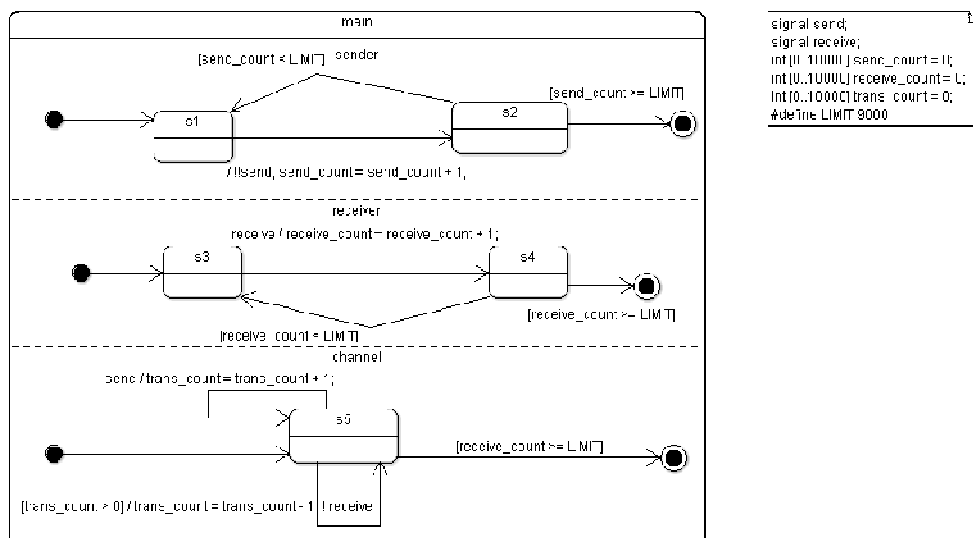 main
sender
[send_count < LIMIT]
[send_count >= LIMIT]
s1
s2
/ !!send, send_count = send_count + 1;
receiver
receive / receive_count = receive_count + 1;
s3
s4
[receive_count >= LIMIT]
[receive_count < LIMIT]
channel
send / trans_count = trans_count + 1;
s5
[receive_count >= LIMIT]
[trans_count > 0] / trans_count = trans_count - 1, ! receive
signal send;
signal receive;
int [0..10000] send_count = 0;
int [0..10000] receive_count = 0;
int [0..10000] trans_count = 0;
#define LIMIT 9000